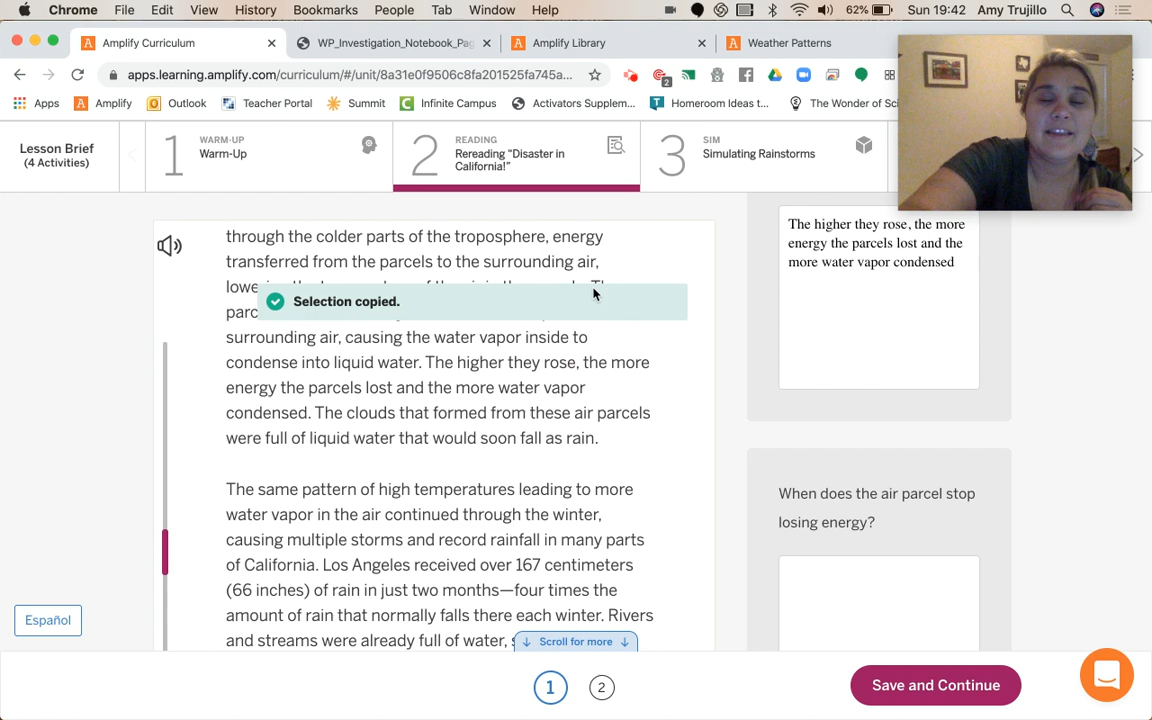 Chrome File Edit View History Bookmarks People Tab Window Help 62% Sun 19:42 Amy Trujillo
Amplify Curriculum WP_Investigation_Notebook_Pag Amplify Library Weather Patterns
apps.learning.amplify.com/curriculum/#/unit/8a31e0f9506c8fa201525fa745a... 2
Apps Amplify Outlook Teacher Portal Summit Infinite Campus Activators Supplem... Homeroom Ideas t... The Wonder of
Lesson Brief
(4 Activities)
1 WARM-UP
Warm-Up
2 READING
Rereading "Disaster in
California!"
3 SIM
Simulating Rainstorms
through the colder parts of the troposphere, energy
transferred from the parcels to the surrounding air,
Selection copied.
surrounding air, causing the water vapor inside to
condense into liquid water. The higher they rose, the more
energy the parcels lost and the more water vapor
condensed. The clouds that formed from these air parcels
were full of liquid water that would soon fall as rain.
The same pattern of high temperatures leading to more
water vapor in the air continued through the winter,
causing multiple storms and record rainfall in many parts
of California. Los Angeles received over 167 centimeters
(66 inches) of rain in just two months—four times the
amount of rain that normally falls there each winter. Rivers
and streams were already full of water,
Scroll for more
The higher they rose, the more
energy the parcels lost and the
more water vapor condensed
When does the air parcel stop
losing energy?
Español
1 2
Save and Continue